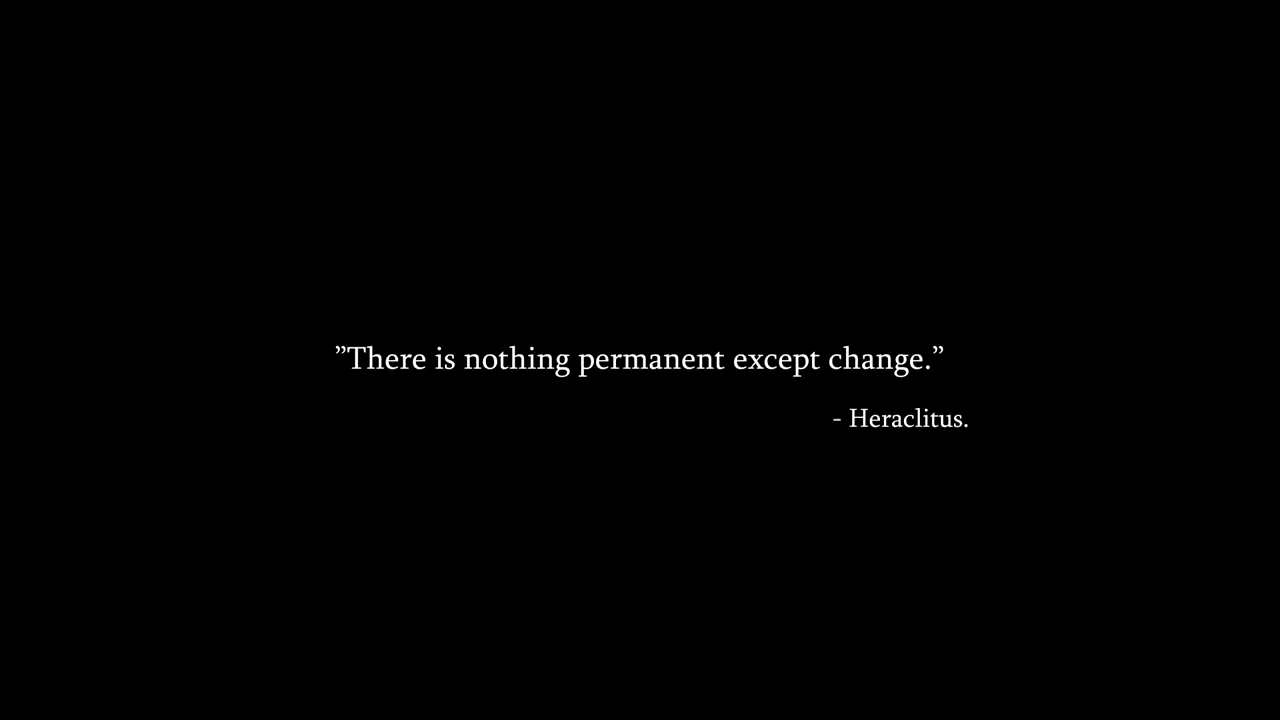 ”There is nothing permanent except change.”
- Heraclitus.